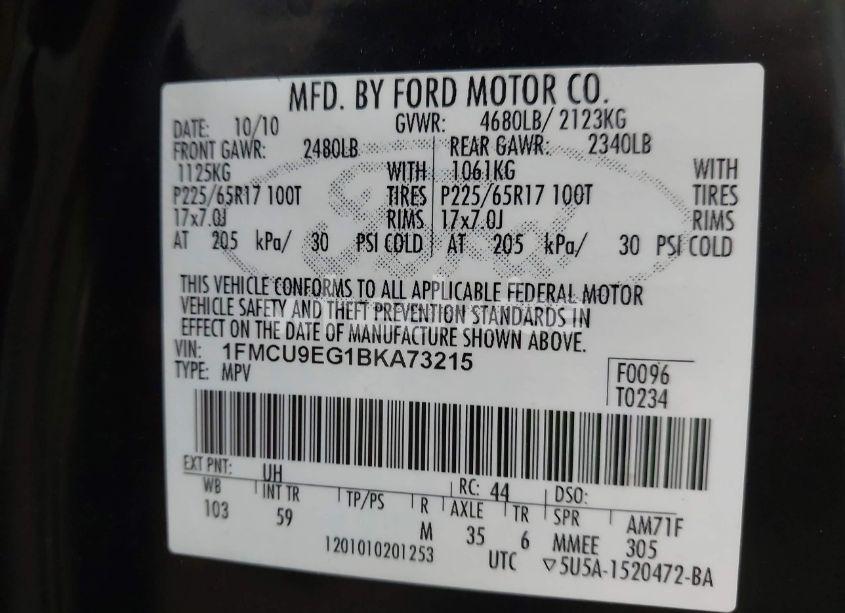 MFD. BY FORD MOTOR CO.
DATE: 10/10 GVWR: 4680LB/ 2123KG
FRONT GAWR: 2480LB REAR GAWR: 2340LB
1125KG WITH 1061KG WITH
P225/65R17 100T TIRES P225/65R17 100T TIRES
17x7.0J RIMS 17x7.0J RIMS
AT 205 kPa/ 30 PSI COLD AT 205 kPa/ 30 PSI COLD
THIS VEHICLE CONFORMS TO ALL APPLICABLE FEDERAL MOTOR
VEHICLE SAFETY AND THEFT PREVENTION STANDARDS IN
EFFECT ON THE DATE OF MANUFACTURE SHOWN ABOVE.
VIN: 1FMCU9EG1BKA73215
TYPE: MPV
F0096
T0234
EXT PNT: UH RC: 44 DSO:
WB INT TR TP/PS R AXLE TR SPR AM71F
103 59 M 35 6 MMEE 305
1201010201253 UTC ▽5U5A-1520472-BA